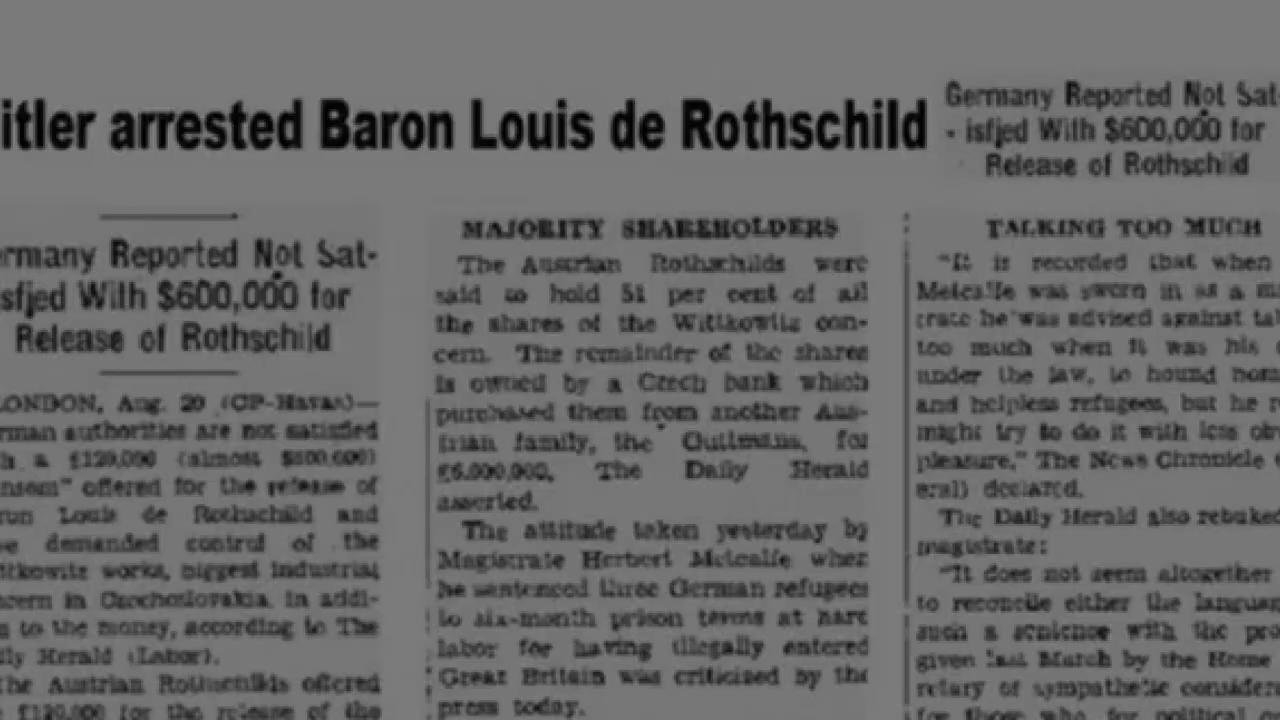 itler arrested Baron Louis de Rothschild
Germany Reported Not Sat-
isfjed With $600,000 for
Release of Rothschild
ermany Reported Not Sat-
sfjed With $600,000 for
Release of Rothschild
LONDON, Aug. 20 (CP-Havas)—
rman authorities are not satisfied
h a £120,000 (almost $600,000)
nsom" offered for the release of
ron Louis de Rothschild and
e demanded control of the
itkowitz works, biggest industrial
cern in Czechoslovakia, in addi-
n to the money, according to The
ily Herald (Labor).
The Austrian Rothschilds offered
£120,000 for the release of the
MAJORITY SHAREHOLDERS
The Austrian Rothschilds were
said to hold 51 per cent of all
the shares of the Wittkowitz con-
cern. The remainder of the shares
is owned by a Czech bank which
purchased them from another Aus-
trian family, the Guttmans, for
£6,000,000, The Daily Herald
asserted.
The attitude taken yesterday by
Magistrate Herbert Metcalfe when
he sentenced three German refugees
to six-month prison terms at hard
labor for having illegally entered
Great Britain was criticized by the
press today.
TALKING TOO MUCH
"It is recorded that when
Metcalfe was sworn in as a m
trate he was advised against tal
too much when it was his
under the law, to hound hom
and helpless refugees, but he
might try to do it with less ob
pleasure," The News Chronicle
eral) declared.
The Daily Herald also rebuke
magistrate:
"It does not seem altogether
to reconcile either the languag
such a sentence with the
given last March by the Home
retary of sympathetic consider
for those who for political